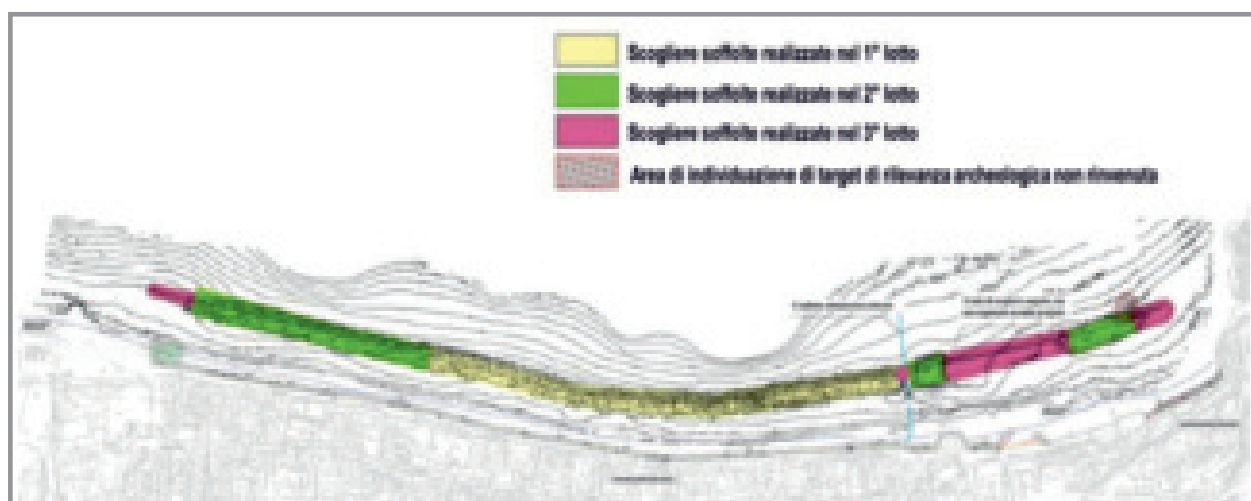 Scogliere soffolte realizzate nel 1° lotto
Scogliere soffolte realizzate nel 2° lotto
Scogliere soffolte realizzate nel 3° lotto
Area di individuazione di target di rilevanza archeologica non rinvenuta